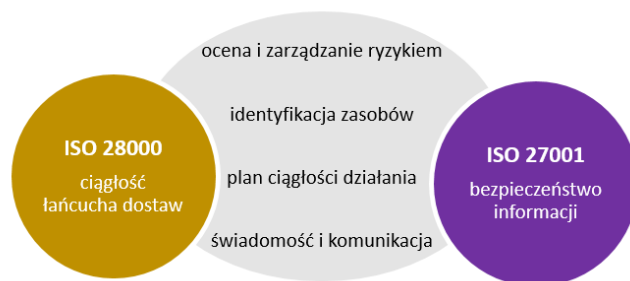 ocena i zarządzanie ryzykiem
identyfikacja zasobów
plan ciągłości działania
świadomość i komunikacja
ISO 28000
ciągłość
łańcucha dostaw
ISO 27001
bezpieczeństwo
informacji